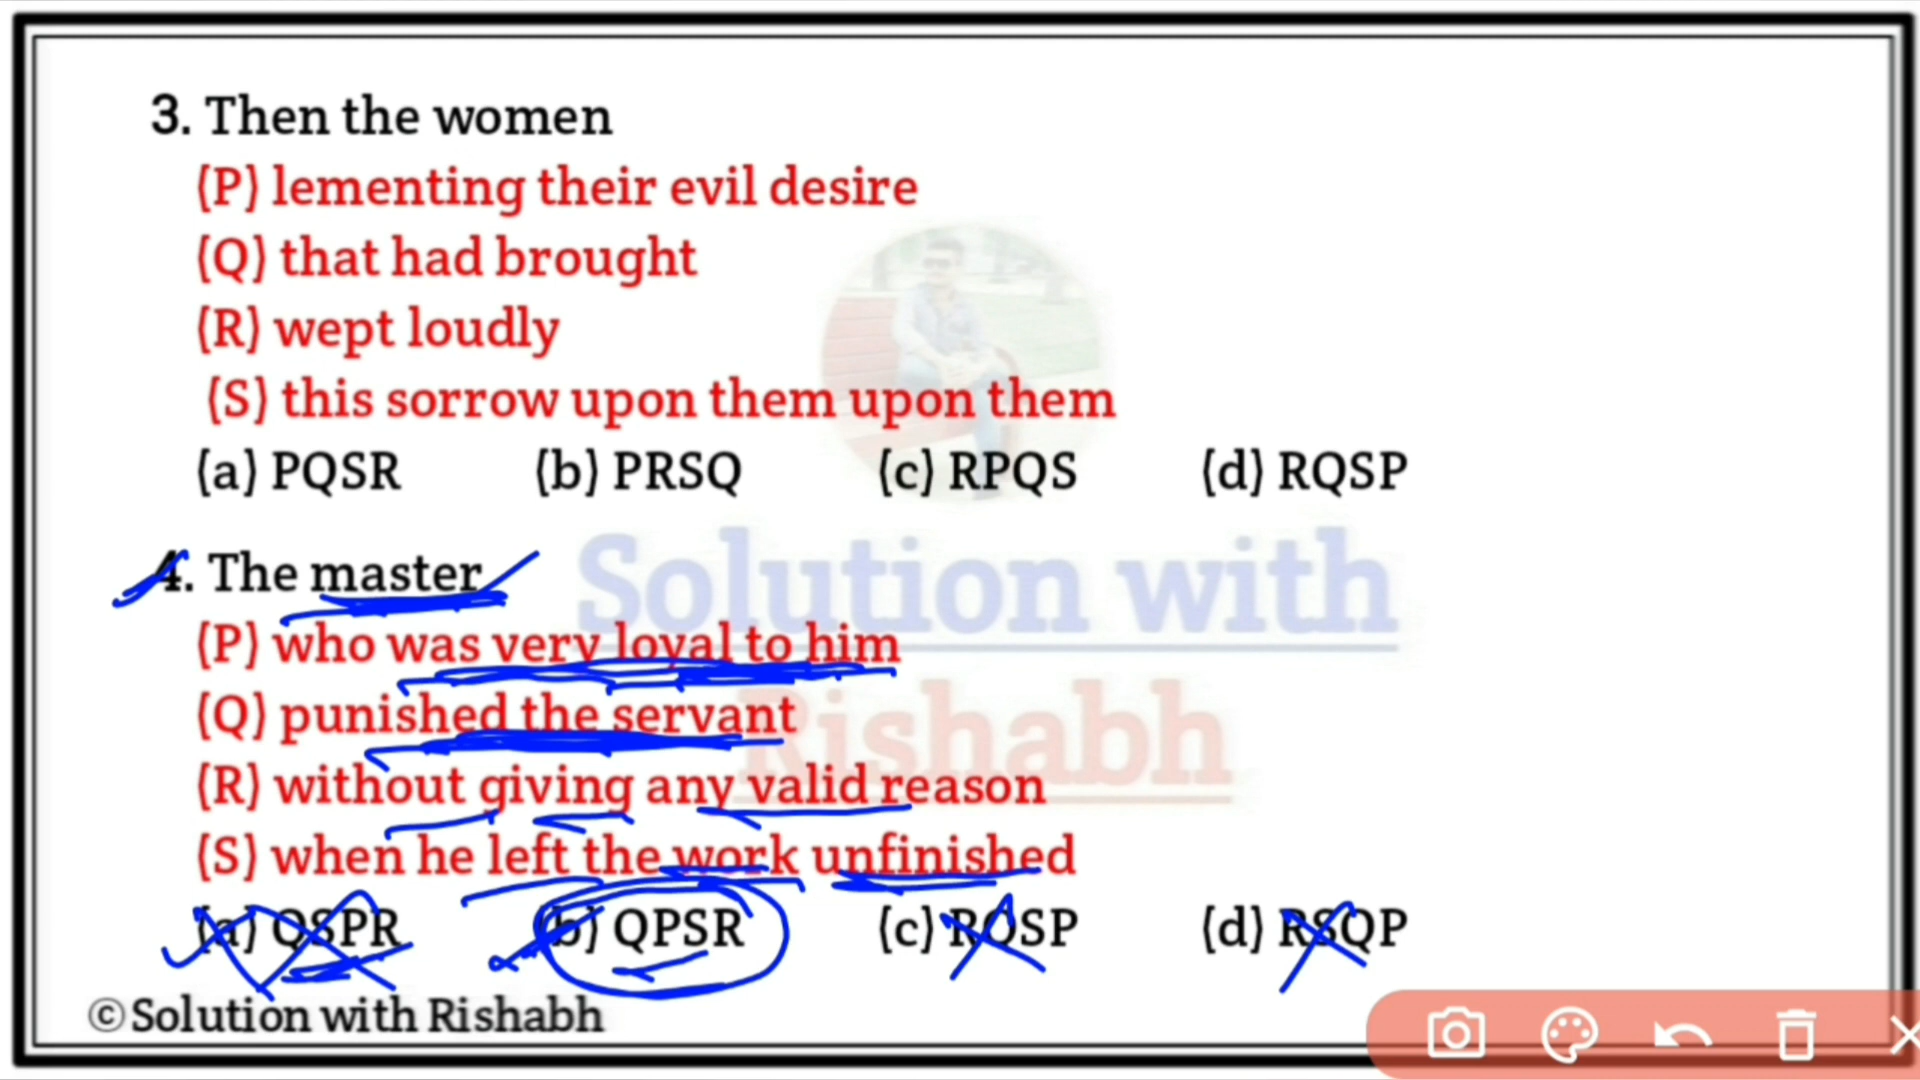 3. Then the women
(P) lementing their evil desire
(Q) that had brought
(R) wept loudly
(S) this sorrow upon them upon them
(a) PQSR (b) PRSQ (c) RPQS (d) RQSP
4. The master
(P) who was very loyal to him
(Q) punished the servant
(R) without giving any valid reason
(S) when he left the work unfinished
(a) QSPR (b) QPSR (c) RQSP (d) RSQP
Solution with
Rishabh
©Solution with Rishabh